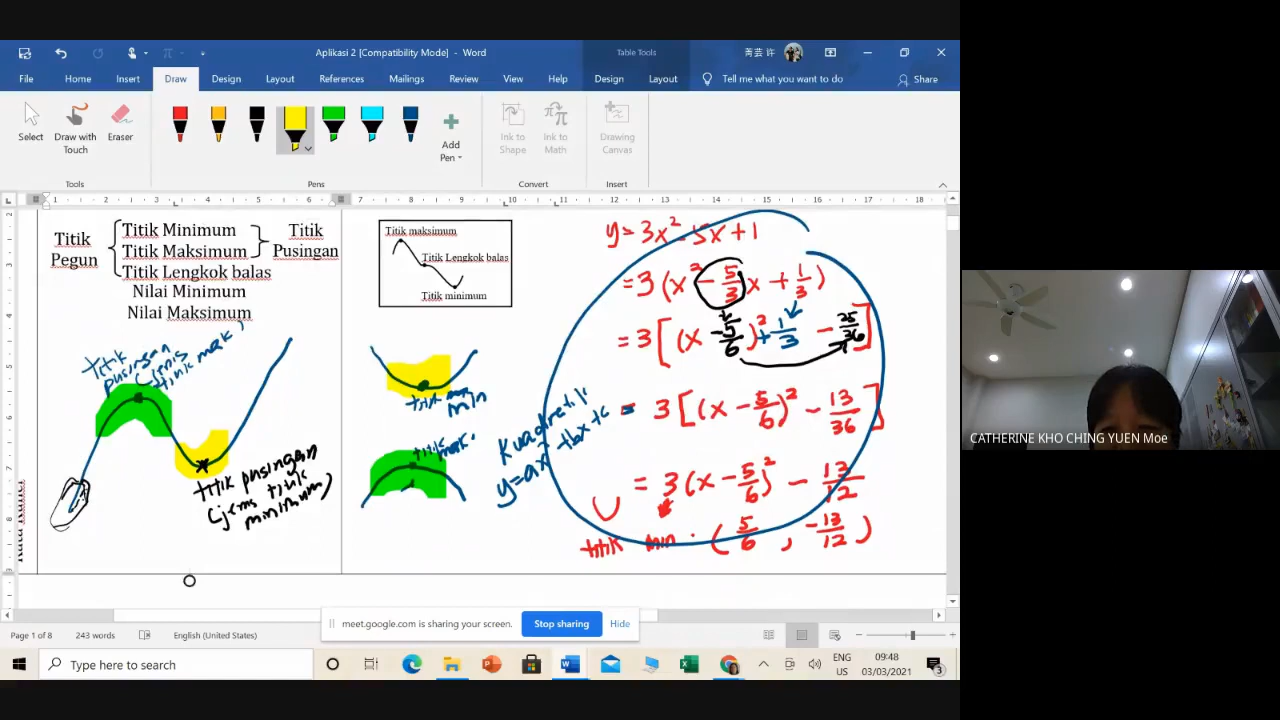 Aplikasi 2 [Compatibility Mode] - Word
Table Tools
菁芸 许
File Home Insert Draw Design Layout References Mailings Review View Help Design Layout Tell me what you want to do Share
Select
Draw with Touch
Eraser
Add Pen
Ink to Shape
Ink to Math
Drawing Canvas
Tools
Pens
Convert
Insert
Titik Pegun
Titik Minimum
Titik Maksimum
Titik Lengkok balas
Titik Pusingan
Nilai Minimum
Nilai Maksimum
Titik maksimum
Titik Lengkok balas
Titik minimum
titik pusingan
(jenis titik mak)
titik pusingan
(jenis titik minimum)
titik min
titik mak
Kuadratik
y=ax²+bx+c
y=3x²-5x+1
=3(x²-5/3x+1/3)
=3[(x-5/6)²+1/3-25/36]
=3[(x-5/6)²-13/36]
=3(x-5/6)²-13/12
titik min. (5/6, -13/12)
CATHERINE KHO CHING YUEN Moe
meet.google.com is sharing your screen.
Stop sharing
Hide
Page 1 of 8
243 words
English (United States)
Type here to search
ENG
US
09:48
03/03/2021
3